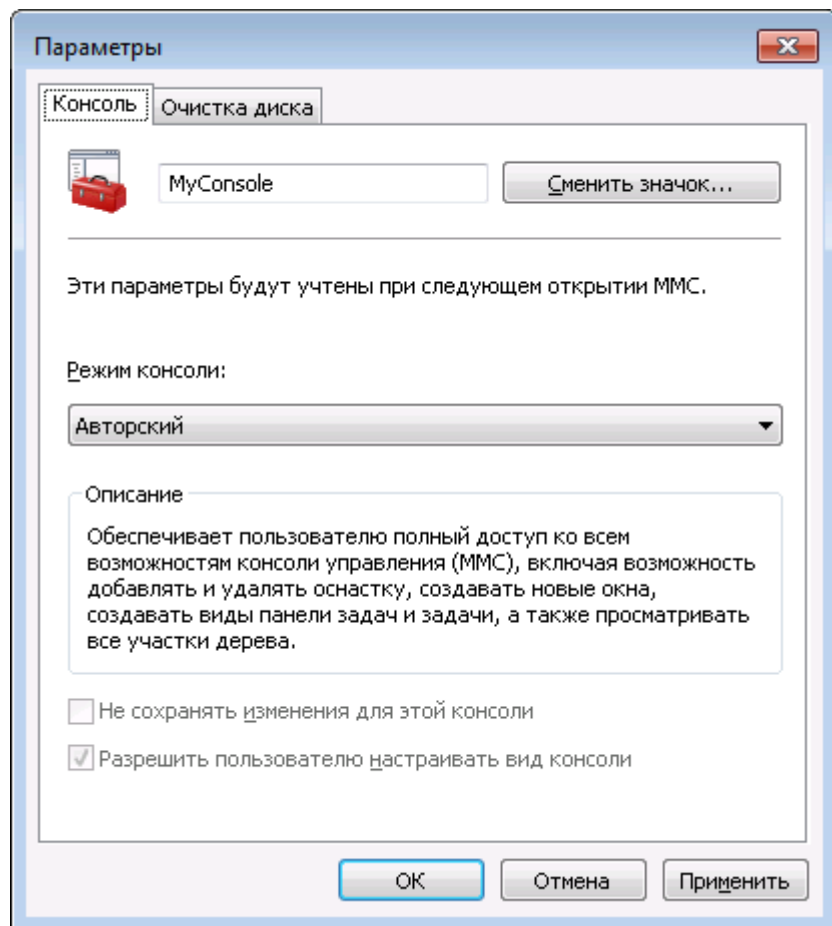 Параметры
Консоль
Очистка диска
MyConsole
Сменить значок...
Эти параметры будут учтены при следующем открытии MMC.
Режим консоли:
Авторский
Описание
Обеспечивает пользователю полный доступ ко всем
возможностям консоли управления (MMC), включая возможность
добавлять и удалять оснастку, создавать новые окна,
создавать виды панели задач и задачи, а также просматривать
все участки дерева.
Не сохранять изменения для этой консоли
Разрешить пользователю настраивать вид консоли
ОК
Отмена
Применить